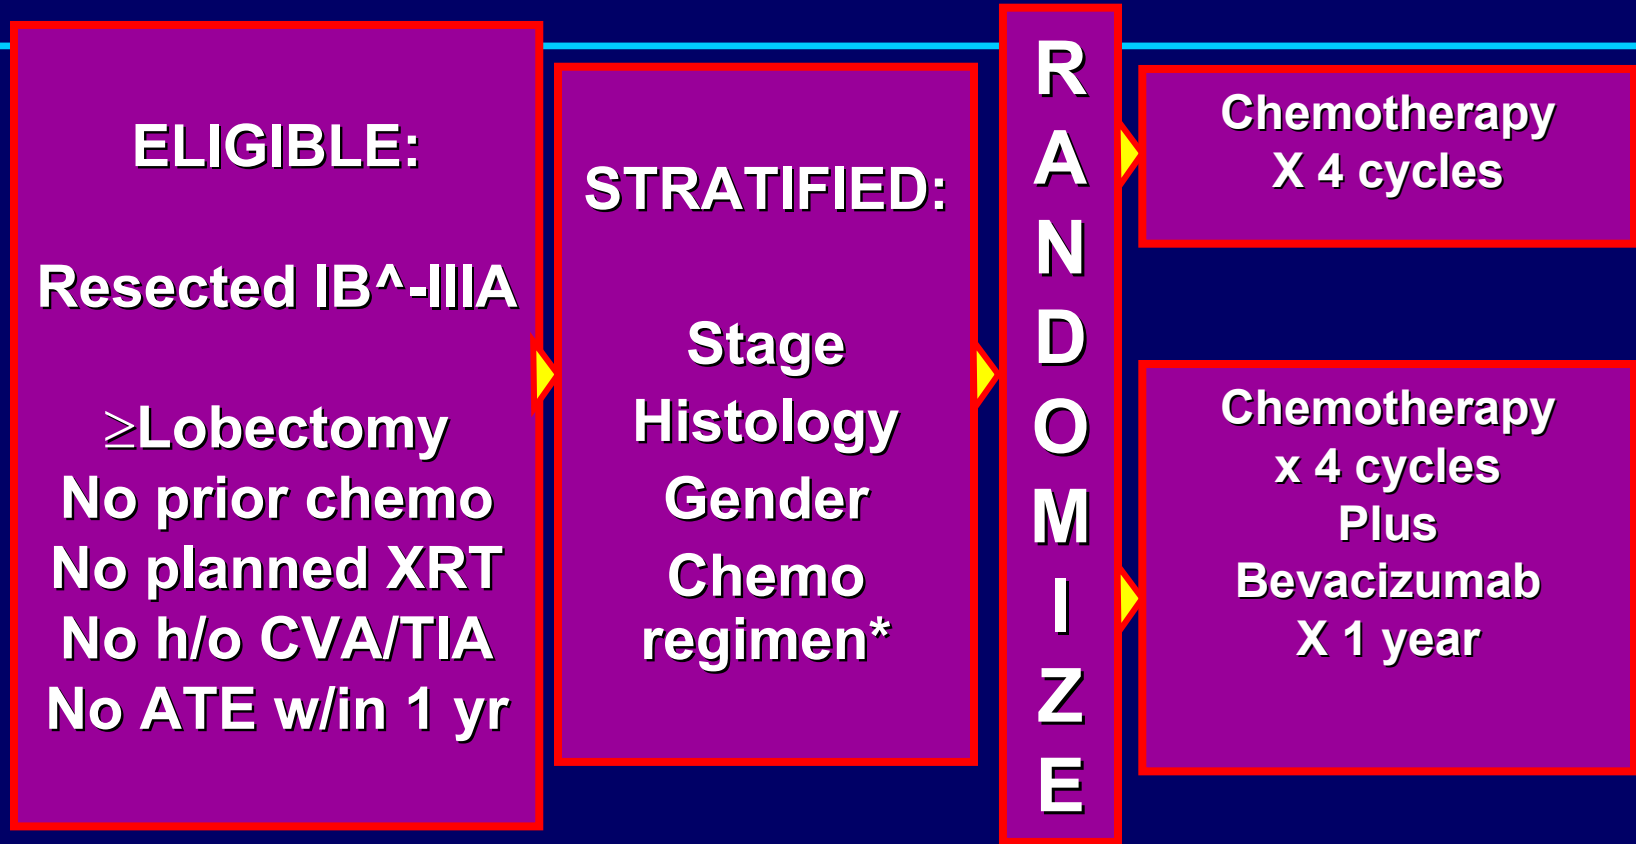 ELIGIBLE:
Resected IB^-IIIA
≥Lobectomy
No prior chemo
No planned XRT
No h/o CVA/TIA
No ATE w/in 1 yr
STRATIFIED:
Stage
Histology
Gender
Chemo
regimen*
R
A
N
D
O
M
I
Z
E
Chemotherapy
X 4 cycles
Chemotherapy
x 4 cycles
Plus
Bevacizumab
X 1 year